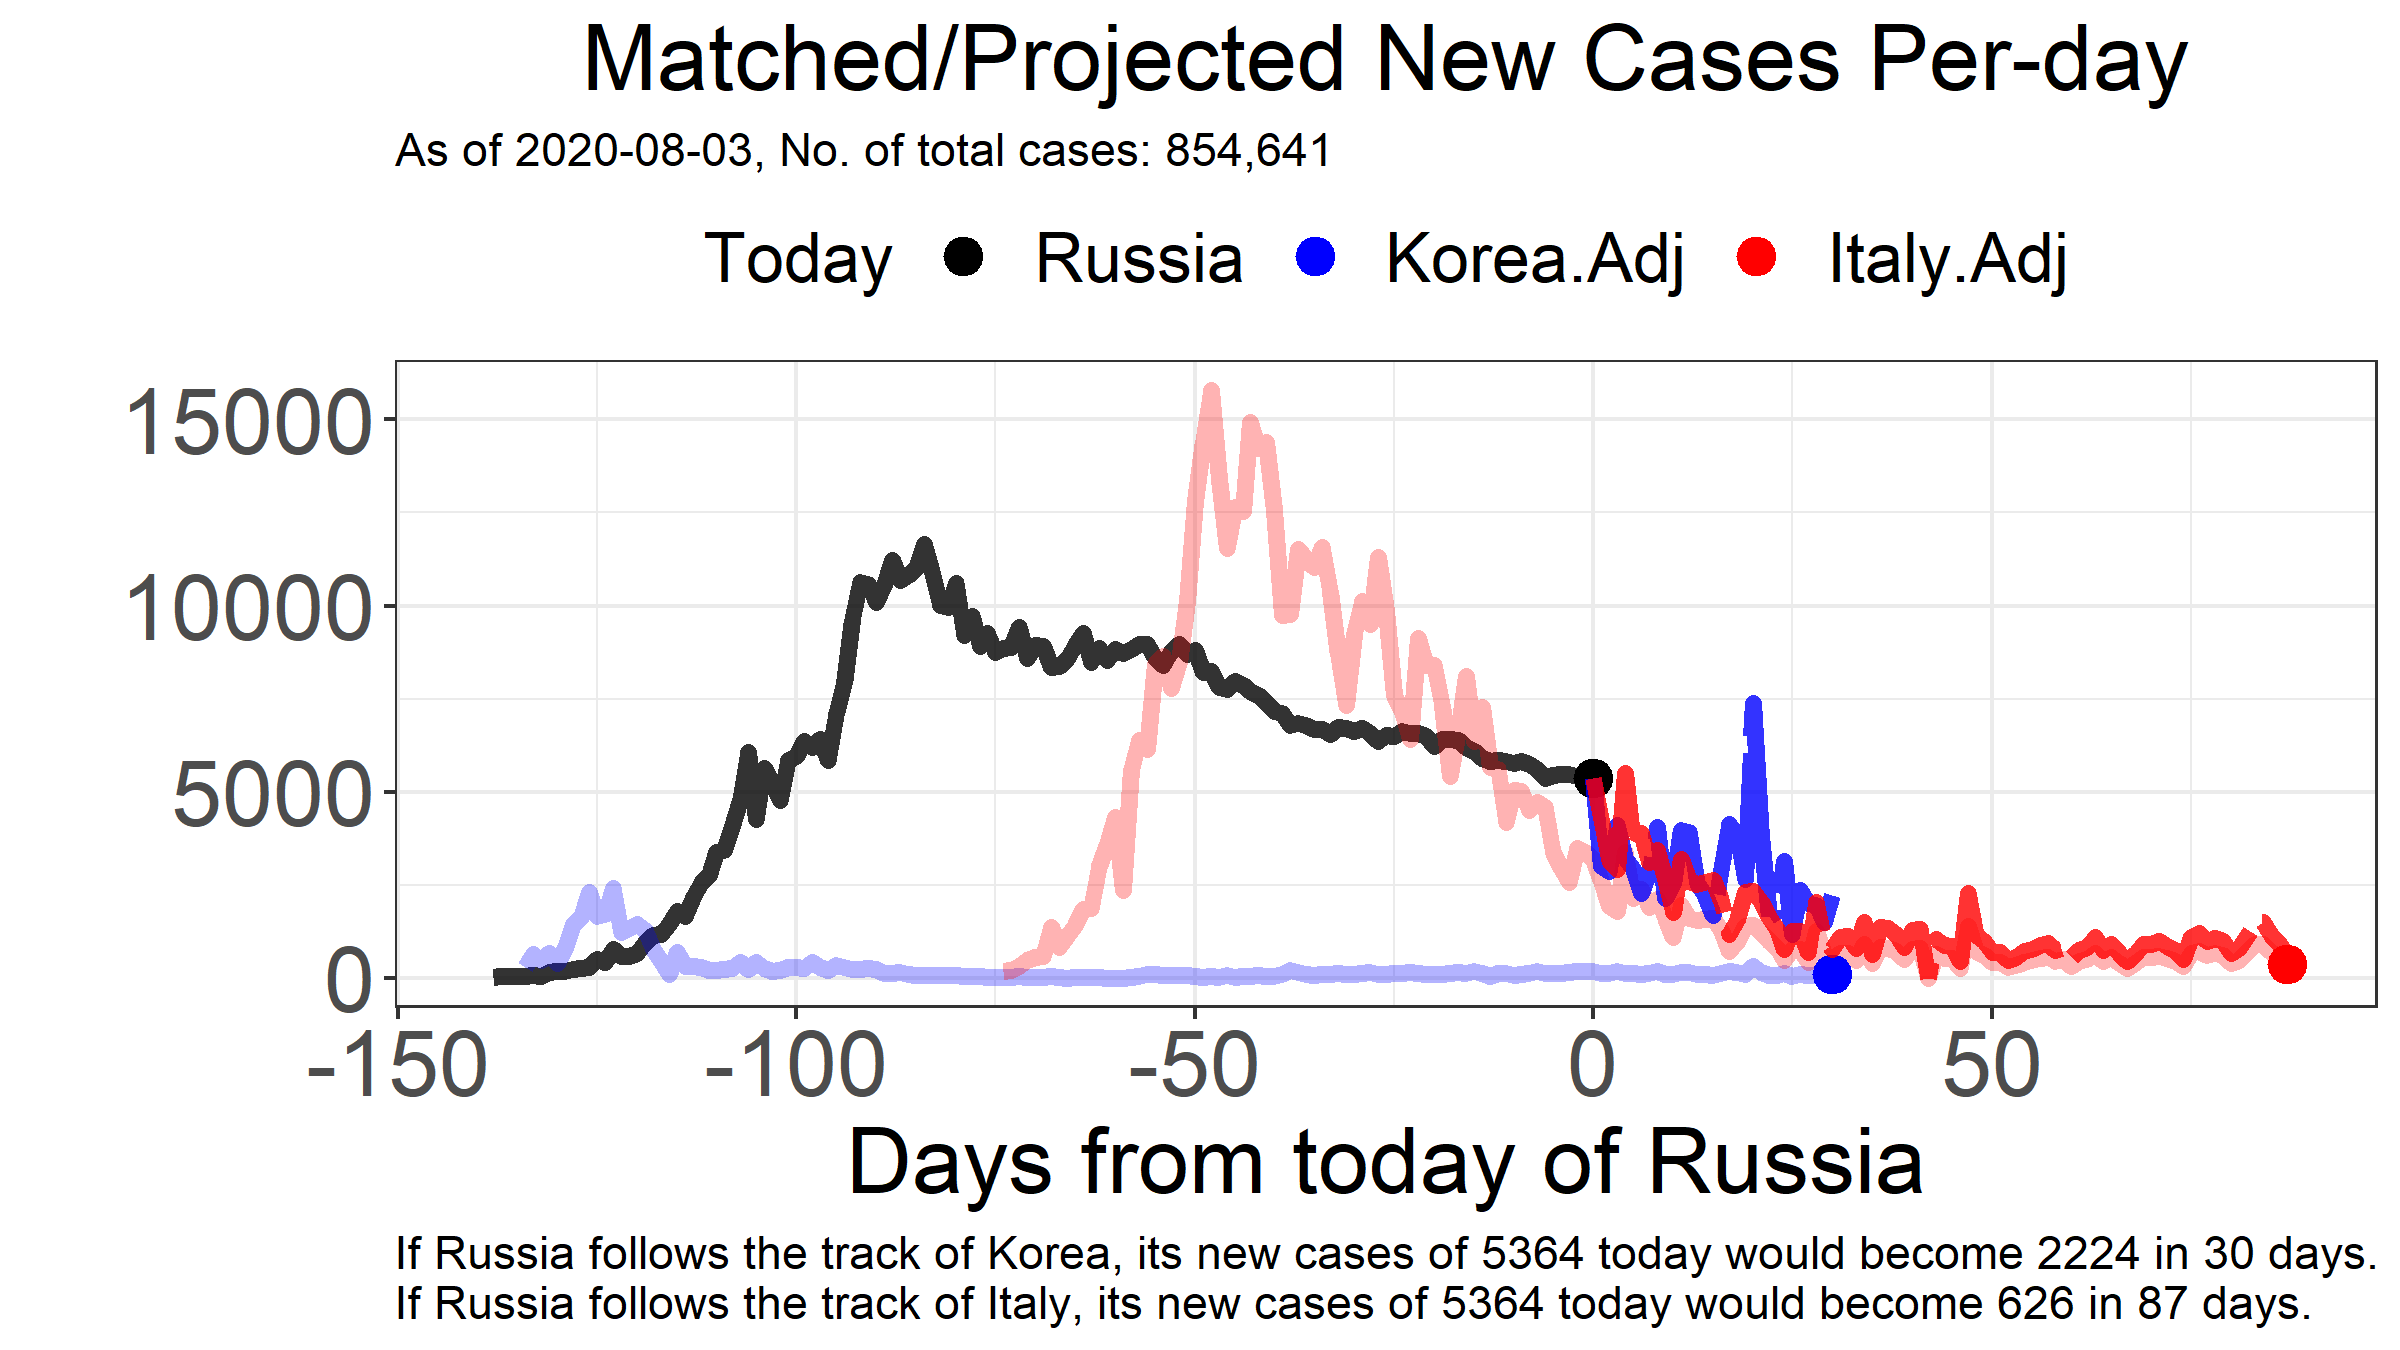 Matched/Projected New Cases Per-day
As of 2020-08-03, No. of total cases: 854,641
Today Russia Korea.Adj Italy.Adj
15000
10000
5000
0
-150 -100 -50 0 50
Days from today of Russia
If Russia follows the track of Korea, its new cases of 5364 today would become 2224 in 30 days.
If Russia follows the track of Italy, its new cases of 5364 today would become 626 in 87 days.